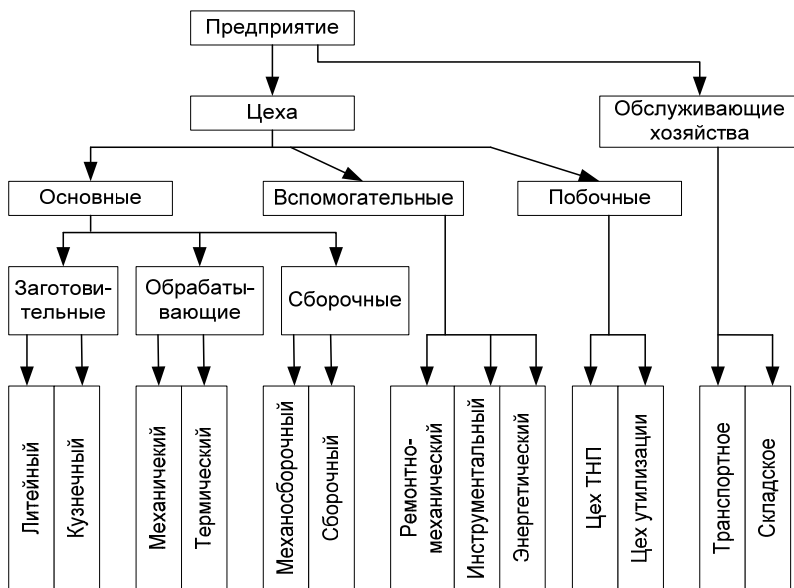 Предприятие
Цеха
Обслуживающие
хозяйства
Основные
Вспомогательные
Побочные
Заготови-
тельные
Обрабаты-
вающие
Сборочные
Литейный
Кузнечный
Механичекий
Термический
Механосборочный
Сборочный
Ремонтно-
механический
Инструментальный
Энергетический
Цех ТНП
Цех утилизации
Транспортное
Складское